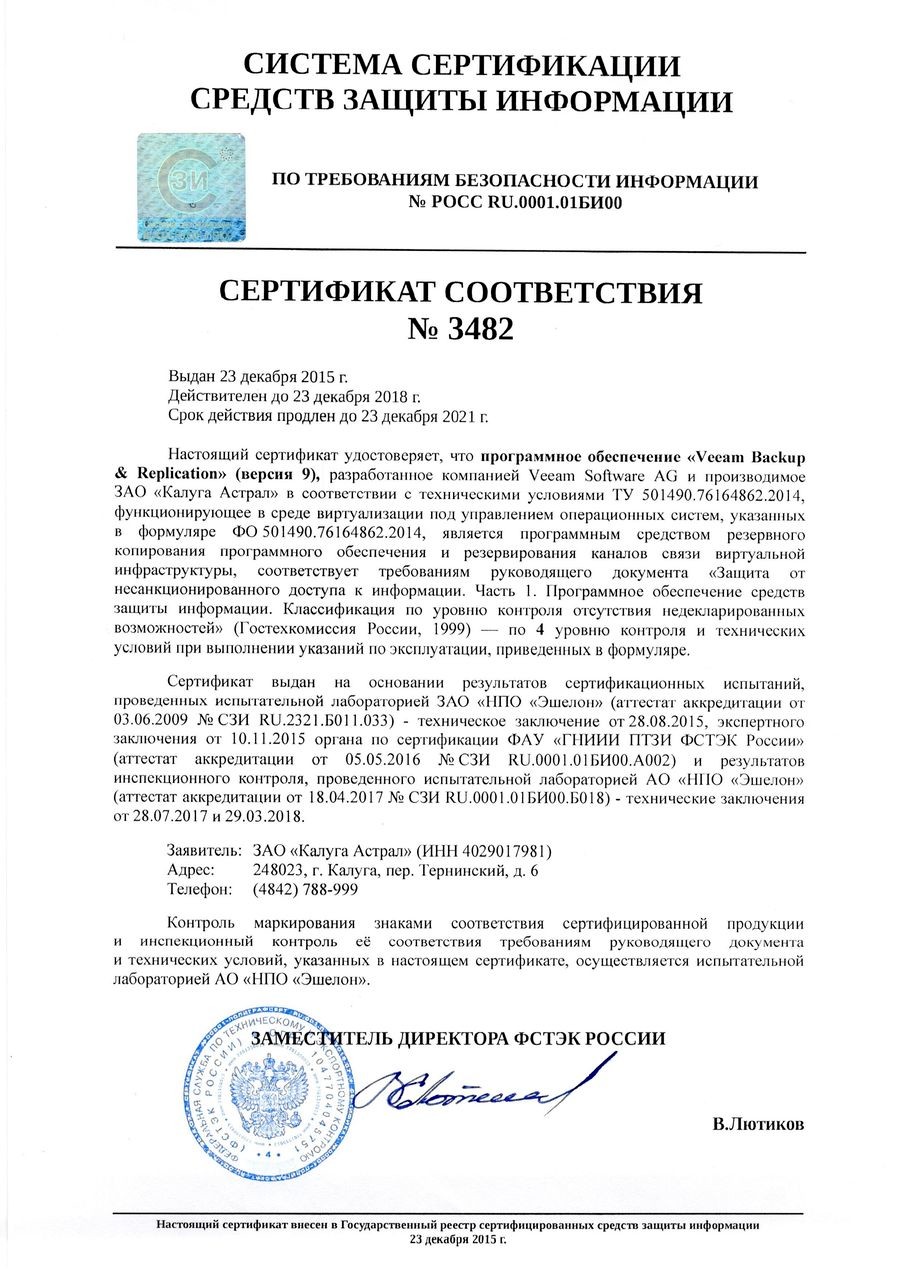 СИСТЕМА СЕРТИФИКАЦИИ
СРЕДСТВ ЗАЩИТЫ ИНФОРМАЦИИ
ЗИ
ПО ТРЕБОВАНИЯМ БЕЗОПАСНОСТИ ИНФОРМАЦИИ
№ РОСС RU.0001.01БИ00
СЕРТИФИКАТ СООТВЕТСТВИЯ
№ 3482
Выдан 23 декабря 2015 г.
Действителен до 23 декабря 2018 г.
Срок действия продлен до 23 декабря 2021 г.
Настоящий сертификат удостоверяет, что программное обеспечение «Veeam Backup
& Replication» (версия 9), разработанное компанией Veeam Software AG и производимое
ЗАО «Калуга Астрал» в соответствии с техническими условиями ТУ 501490.76164862.2014,
функционирующее в среде виртуализации под управлением операционных систем, указанных
в формуляре ФО 501490.76164862.2014, является программным средством резервного
копирования программного обеспечения и резервирования каналов связи виртуальной
инфраструктуры, соответствует требованиям руководящего документа «Защита от
несанкционированного доступа к информации. Часть 1. Программное обеспечение средств
защиты информации. Классификация по уровню контроля отсутствия недекларированных
возможностей» (Гостехкомиссия России, 1999) — по 4 уровню контроля и технических
условий при выполнении указаний по эксплуатации, приведенных в формуляре.
Сертификат выдан на основании результатов сертификационных испытаний,
проведенных испытательной лабораторией ЗАО «НПО «Эшелон» (аттестат аккредитации от
03.06.2009 № СЗИ RU.2321.Б011.033) - техническое заключение от 28.08.2015, экспертного
заключения от 10.11.2015 органа по сертификации ФАУ «ГНИИИ ПТЗИ ФСТЭК России»
(аттестат аккредитации от 05.05.2016 № СЗИ RU.0001.01БИ00.А002) и результатов
инспекционного контроля, проведенного испытательной лабораторией АО «НПО «Эшелон»
(аттестат аккредитации от 18.04.2017 № СЗИ RU.0001.01БИ00.Б018) - технические заключения
от 28.07.2017 и 29.03.2018.
Заявитель: ЗАО «Калуга Астрал» (ИНН 4029017981)
Адрес: 248023, г. Калуга, пер. Тернинский, д. 6
Телефон: (4842) 788-999
Контроль маркирования знаками соответствия сертифицированной продукции
и инспекционный контроль её соответствия требованиям руководящего документа
и технических условий, указанных в настоящем сертификате, осуществляется испытательной
лабораторией АО «НПО «Эшелон».
ЗАМЕСТИТЕЛЬ ДИРЕКТОРА ФСТЭК РОССИИ
ФЕДЕРАЛЬНАЯ СЛУЖБА ПО ТЕХНИЧЕСКОМУ И ЭКСПОРТНОМУ КОНТРОЛЮ
(ФСТЭК РОССИИ) 1047704045751
4
В.Лютиков
Настоящий сертификат внесен в Государственный реестр сертифицированных средств защиты информации
23 декабря 2015 г.